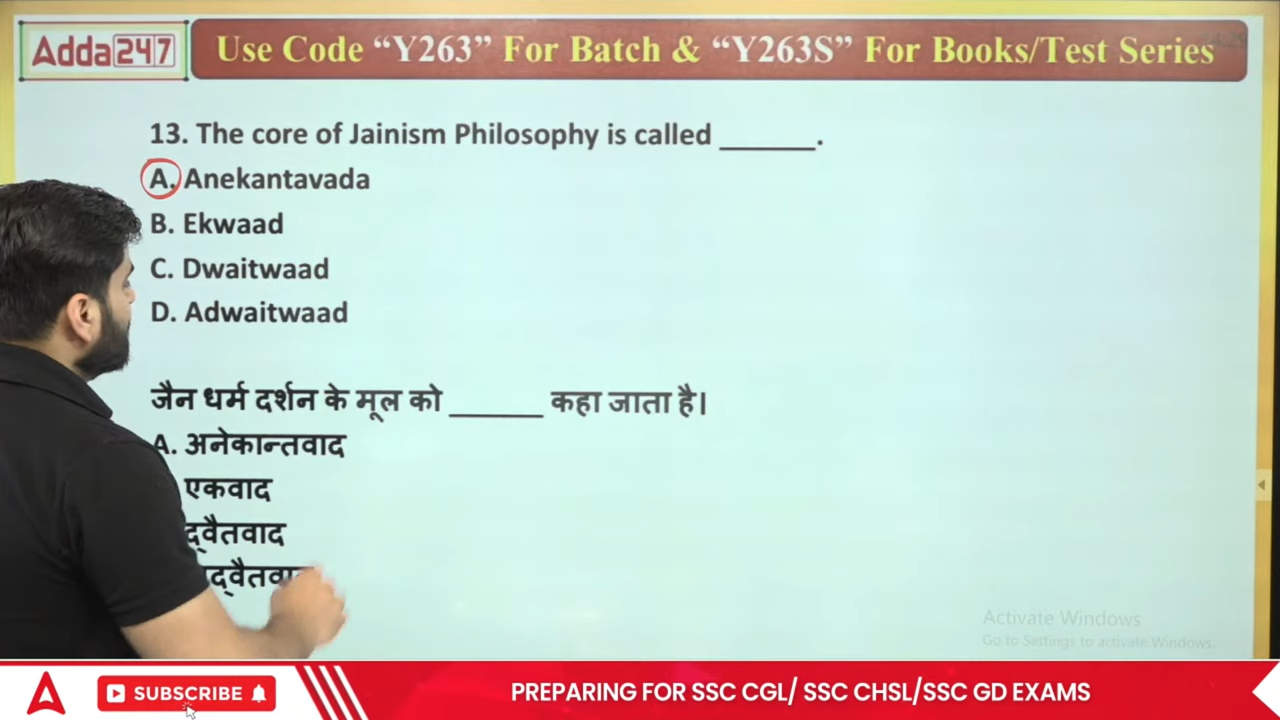 Adda247
Use Code “Y263” For Batch & “Y263S” For Books/Test Series
13. The core of Jainism Philosophy is called ______.
A. Anekantavada
B. Ekwaad
C. Dwaitwaad
D. Adwaitwaad
जैन धर्म दर्शन के मूल को ______ कहा जाता है।
A. अनेकान्तवाद
एकवाद
द्वैतवाद
Activate Windows
Go to Settings to activate Windows.
SUBSCRIBE
PREPARING FOR SSC CGL/ SSC CHSL/SSC GD EXAMS